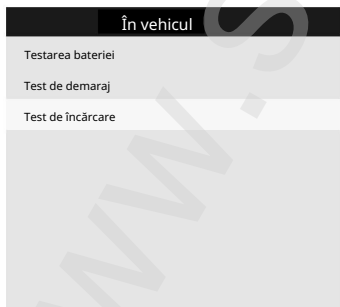 În vehicul
Testarea bateriei
Test de demaraj
Test de încărcare